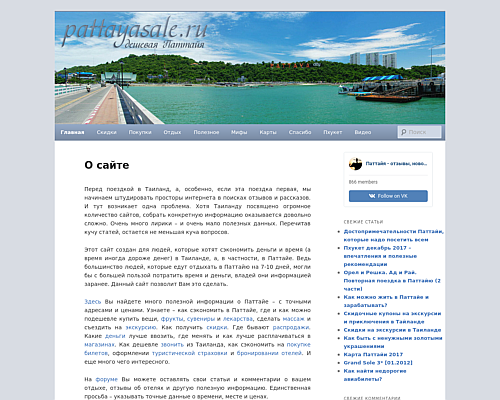 pattayasale.ru
дешевая Паттайя
Главная Скидки Покупки Отдых Полезное Мифы Карты Спасибо Пхукет Видео Поиск
О сайте
Перед поездкой в Таиланд, а, особенно, если эта поездка первая, мы
начинаем штудировать просторы интернета в поисках отзывов и рассказов.
И тут возникает одна проблема. Хотя Таиланду посвящено огромное
количество сайтов, собрать конкретную информацию оказывается довольно
сложно. Очень много лирики – и очень мало полезных данных. Перечитав
кучу статей, остается не меньшая куча вопросов.
Этот сайт создан для людей, которые хотят сэкономить деньги и время (а
время иногда дороже денег) в Таиланде, а, в частности, в Паттайе. Ведь
большинство людей, которые едут отдыхать в Паттайю на 7-10 дней, могли
бы с большей пользой потратить время и деньги, владей они информацией
заранее. Данный сайт позволит Вам это сделать.
Здесь Вы найдете много полезной информации о Паттайе – с точными
адресами и ценами. Узнаете – как сэкономить в Паттайе, где и как можно
подешевле купить вещи, фрукты, сувениры и лекарства, сделать массаж и
съездить на экскурсию. Как получить скидки. Где бывают распродажи.
Какие деньги лучше ввозить, где менять и как лучше расплачиваться в
магазинах. Как дешевле звонить из Таиланда, как сэкономить на покупке
билетов, оформлении туристической страховки и бронировании отелей. И
еще много чего интересного.
На форуме Вы можете оставлять свои статьи и комментарии о вашем
отдыхе, отзывы об отелях и другую полезную информацию. Единственная
просьба – указывать точные данные о времени, месте и ценах.
Паттайя - отзывы, ново...
866 members
Follow on VK
СВЕЖИЕ СТАТЬИ
Достопримечательности Паттайи,
которые надо посетить всем
Пхукет декабрь 2017 –
впечатления и полезные
рекомендации
Орел и Решка. Ад и Рай.
Повторная поездка в Паттайю (2
части)
Как можно жить в Паттайе и
зарабатывать?
Скидочные купоны на экскурсии
и приключения в Тайланде
Скидки на экскурсии в Таиланде
Как быть с ненужными золотыми
украшениями
Карта Паттайи 2017
Grand Sole 3* [01.2012]
Как найти недорогие
авиабилеты?
СВЕЖИЕ КОММЕНТАРИИ